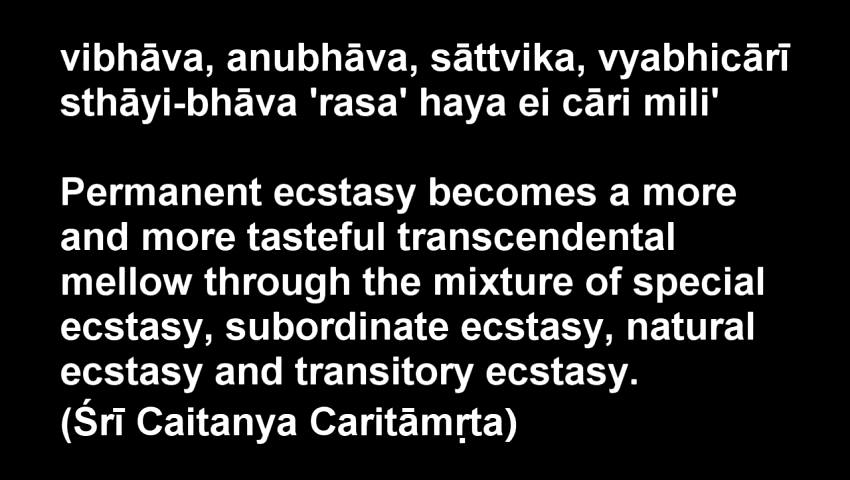 vibhāva, anubhāva, sāttvika, vyabhicārī
sthāyi-bhāva 'rasa' haya ei cāri mili'
Permanent ecstasy becomes a more
and more tasteful transcendental
mellow through the mixture of special
ecstasy, subordinate ecstasy, natural
ecstasy and transitory ecstasy.
(Śrī Caitanya Caritāmṛta)